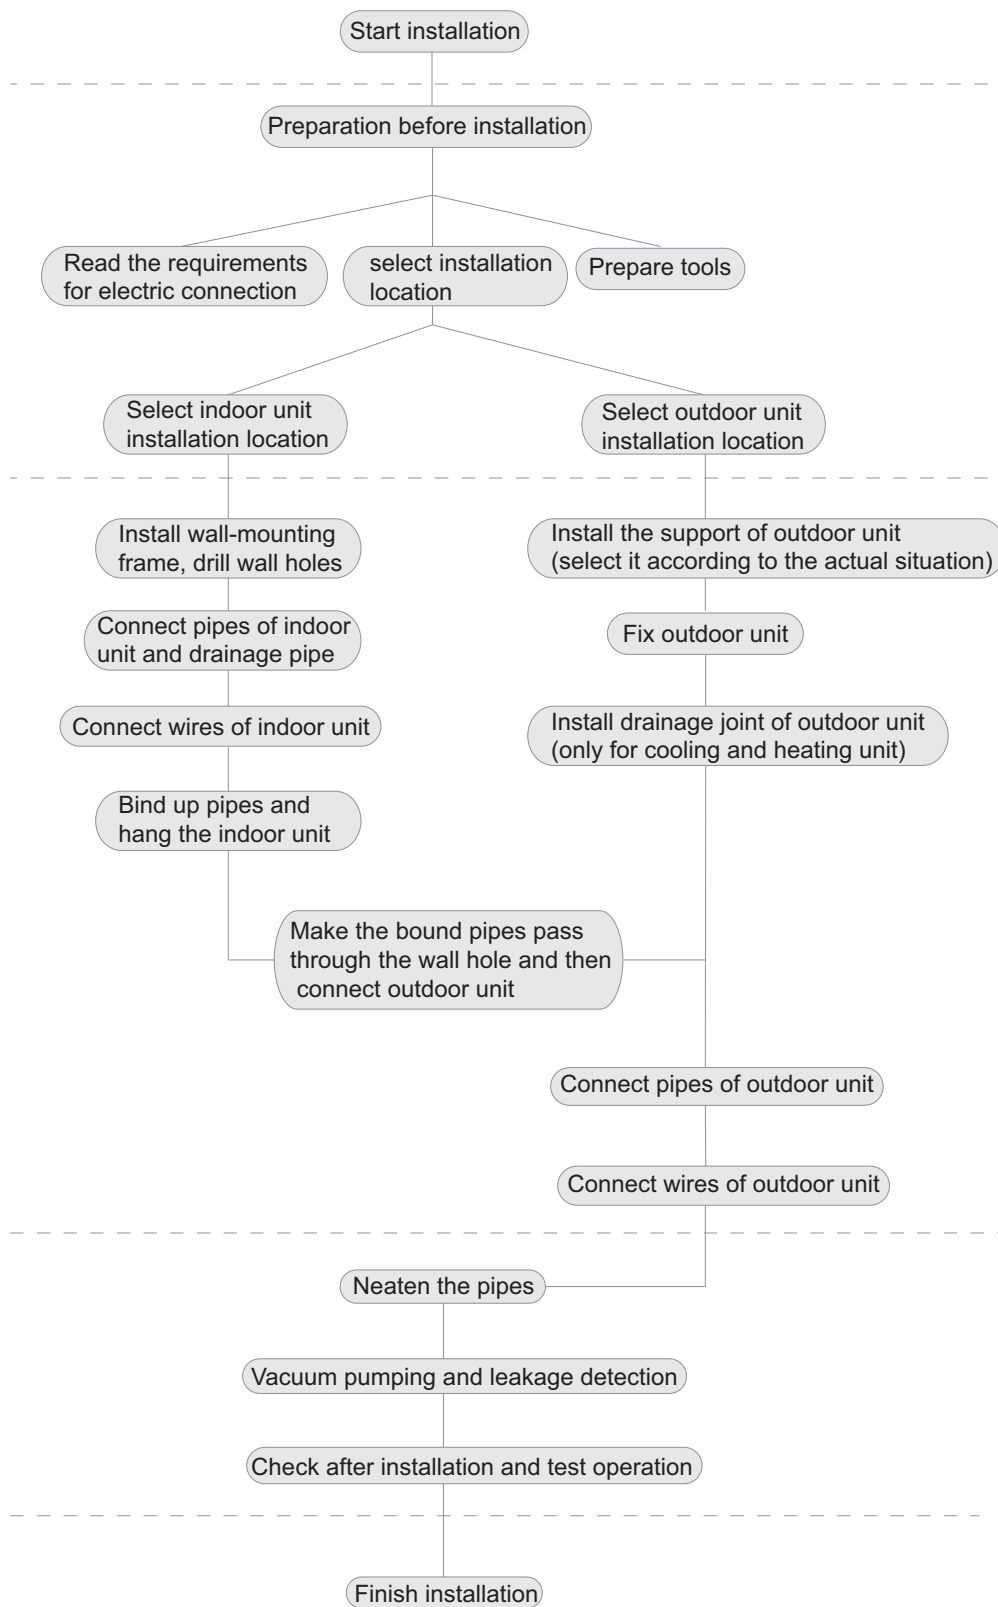 Start installation
Preparation before installation
Read the requirements
for electric connection
select installation
location
Prepare tools
Select indoor unit
installation location
Select outdoor unit
installation location
Install wall-mounting
frame, drill wall holes
Install the support of outdoor unit
(select it according to the actual situation)
Connect pipes of indoor
unit and drainage pipe
Fix outdoor unit
Connect wires of indoor unit
Install drainage joint of outdoor unit
(only for cooling and heating unit)
Bind up pipes and
hang the indoor unit
Make the bound pipes pass
through the wall hole and then
connect outdoor unit
Connect pipes of outdoor unit
Connect wires of outdoor unit
Neaten the pipes
Vacuum pumping and leakage detection
Check after installation and test operation
Finish installation